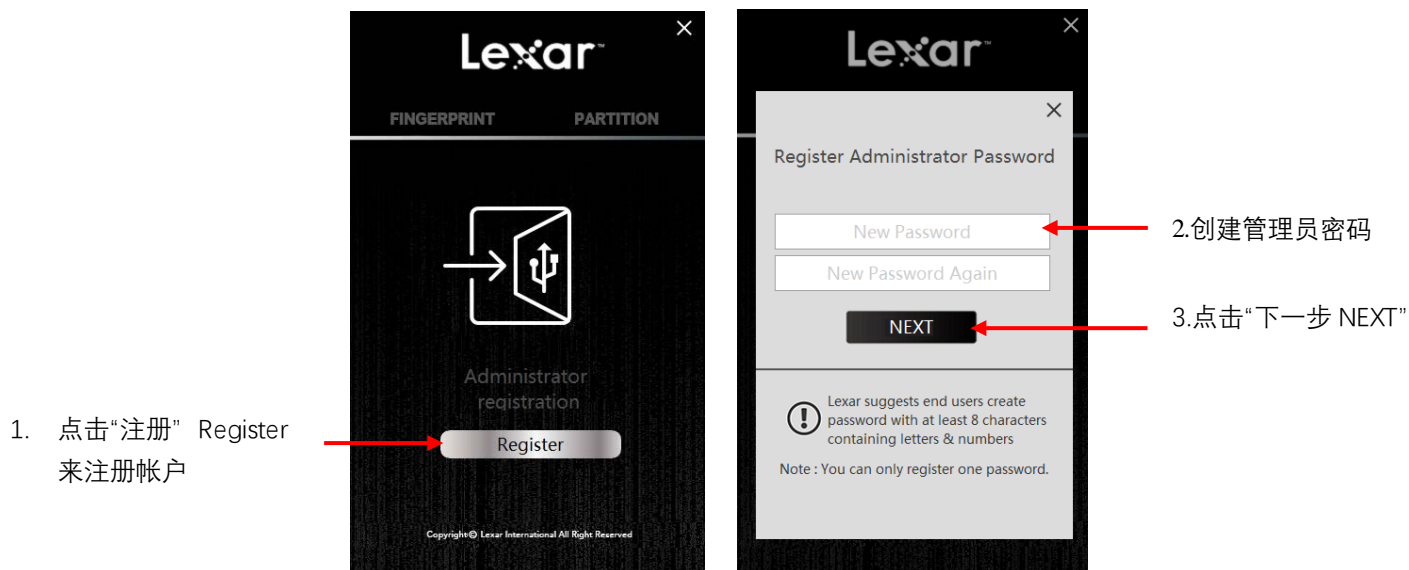 1. 点击“注册” Register
来注册帐户
Lexar™
FINGERPRINT PARTITION
Administrator
registration
Register
Copyright© Lexar International All Right Reserved
Lexar™
Register Administrator Password
New Password
New Password Again
NEXT
Lexar suggests end users create
password with at least 8 characters
containing letters & numbers
Note : You can only register one password.
2.创建管理员密码
3.点击“下一步 NEXT”